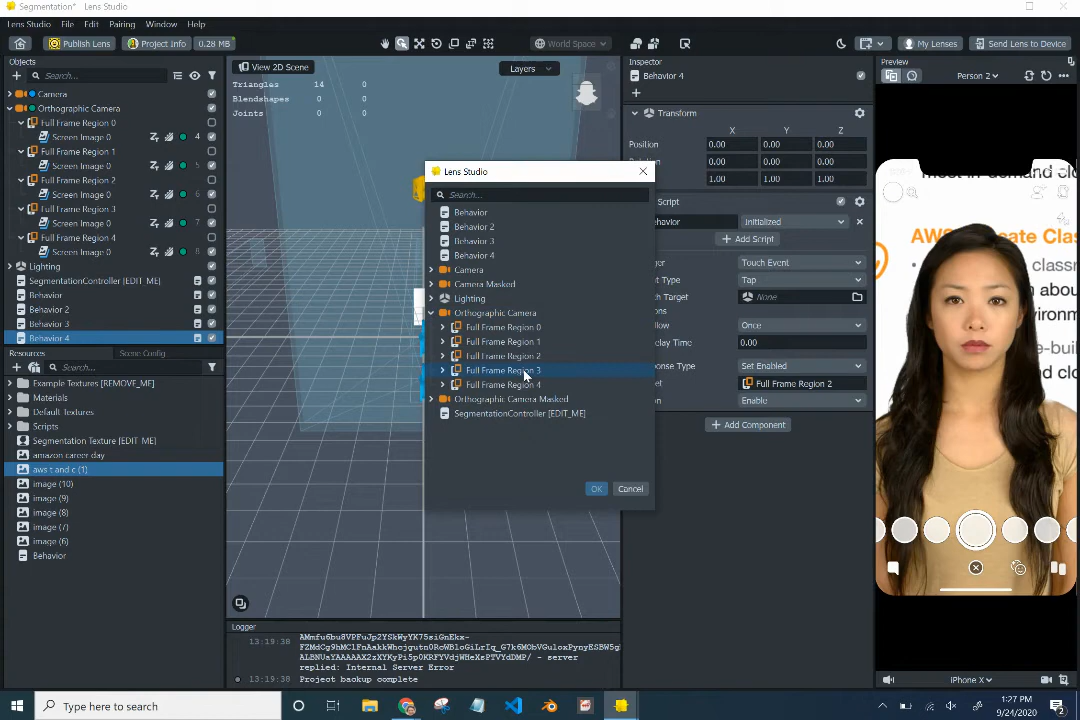 Segmentation* Lens Studio
Lens Studio File Edit Pairing Window Help
Publish Lens Project Info 0.28 MB World Space My Lenses Send Lens to Device
Objects
Search...
Camera
Orthographic Camera
Full Frame Region 0
Screen Image 0 4
Full Frame Region 1
Screen Image 0 5
Full Frame Region 2
Screen Image 0 6
Full Frame Region 3
Screen Image 0 7
Full Frame Region 4
Screen Image 0 8
Lighting
SegmentationController [EDIT_ME]
Behavior
Behavior 2
Behavior 3
Behavior 4
Resources Scene Config
Search...
Example Textures [REMOVE_ME]
Materials
Default Textures
Scripts
Segmentation Texture [EDIT_ME]
amazon career day
aws t and c (1)
image (10)
image (9)
image (8)
image (7)
image (6)
Behavior
View 2D Scene Layers
Triangles 14 0
Blendshapes 0 0
Joints 0 0
Lens Studio
Search...
Behavior
Behavior 2
Behavior 3
Behavior 4
Camera
Camera Masked
Lighting
Orthographic Camera
Full Frame Region 0
Full Frame Region 1
Full Frame Region 2
Full Frame Region 3
Full Frame Region 4
Orthographic Camera Masked
SegmentationController [EDIT_ME]
OK Cancel
Logger
13:19:38
replied: Internal Server Error
13:19:30 Project backup complete
Inspector
Behavior 4
Transform
X Y Z
Position 0.00 0.00 0.00
0.00 0.00 0.00
1.00 1.00 1.00
Script
Initialized
Add Script
Touch Event
Tap
None
Once
0.00
Set Enabled
Full Frame Region 2
Enable
Add Component
Preview
Person 2
AWS
iPhone X
Type here to search
1:27 PM
9/24/2020
2